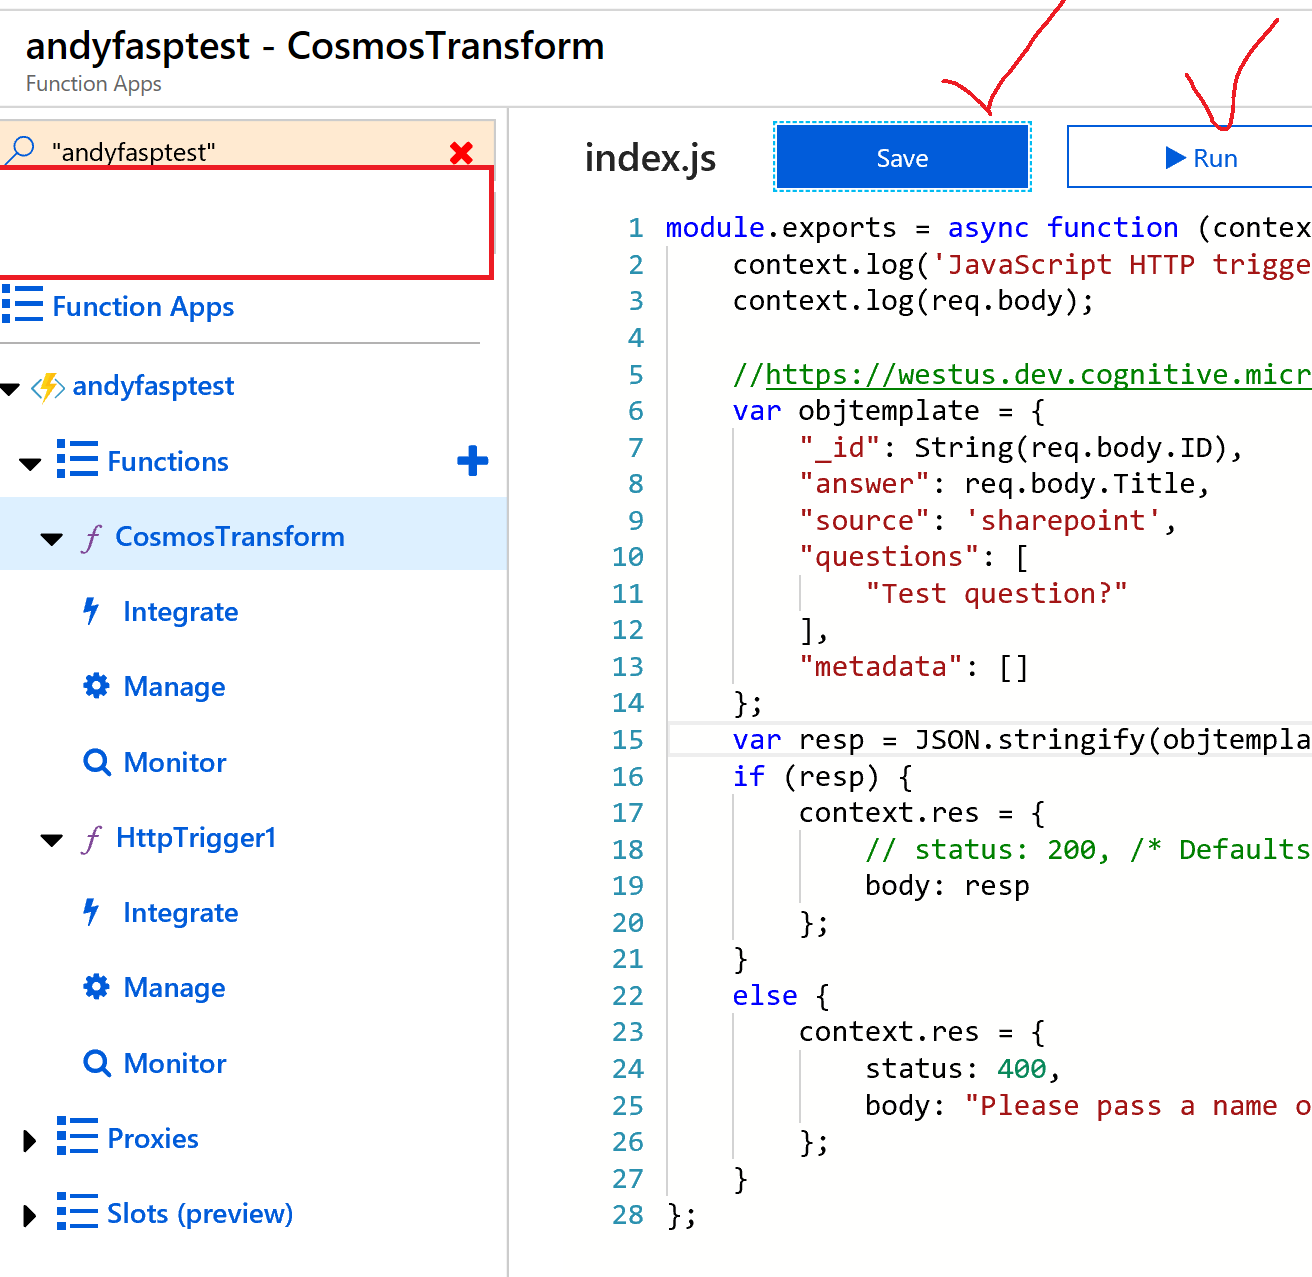 andyfasptest - CosmosTransform
Function Apps
"andyfasptest"
Function Apps
andyfasptest
Functions
CosmosTransform
Integrate
Manage
Monitor
HttpTrigger1
Integrate
Manage
Monitor
Proxies
Slots (preview)
index.js
Save
Run
1 module.exports = async function (contex
2 context.log('JavaScript HTTP trigge
3 context.log(req.body);
4
5 //https://westus.dev.cognitive.micr
6 var objtemplate = {
7 "_id": String(req.body.ID),
8 "answer": req.body.Title,
9 "source": 'sharepoint',
10 "questions": [
11 "Test question?"
12 ],
13 "metadata": []
14 };
15 var resp = JSON.stringify(objtempla
16 if (resp) {
17 context.res = {
18 // status: 200, /* Defaults
19 body: resp
20 };
21 }
22 else {
23 context.res = {
24 status: 400,
25 body: "Please pass a name o
26 };
27 }
28 };